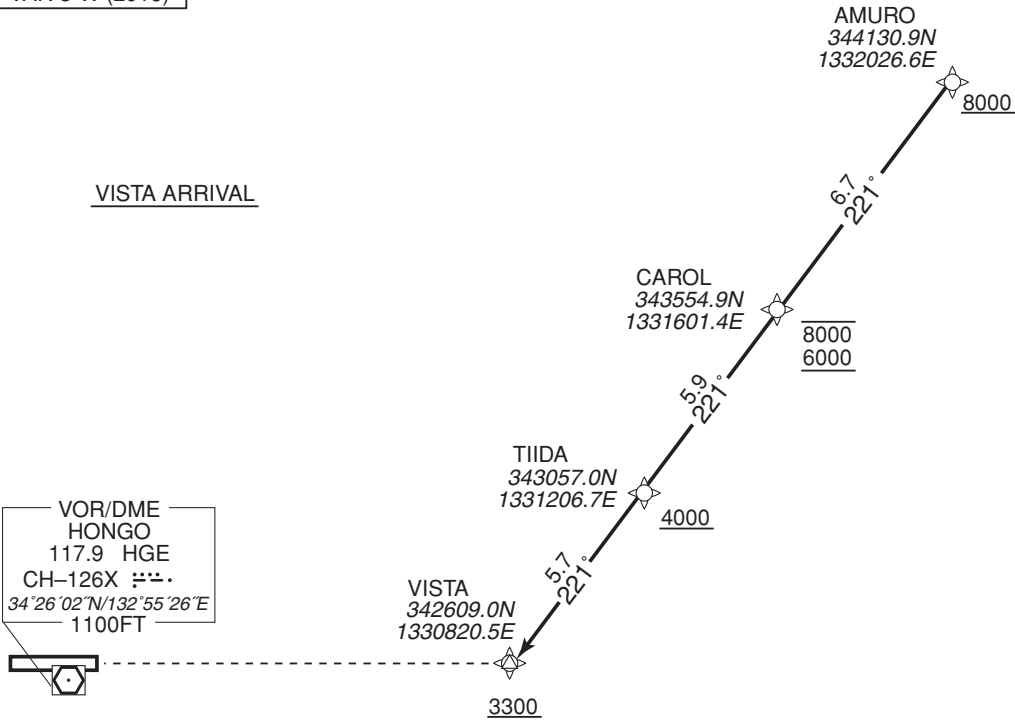 AMURO
344130.9N
1332026.6E
8000
VISTA ARRIVAL
6.7
221°
CAROL
343554.9N
1331601.4E
8000
6000
5.9
221°
TIIDA
343057.0N
1331206.7E
4000
5.7
221°
VOR/DME
HONGO
117.9 HGE
CH–126X
34°26′02″N/132°55′26″E
1100FT
VISTA
342609.0N
1330820.5E
3300